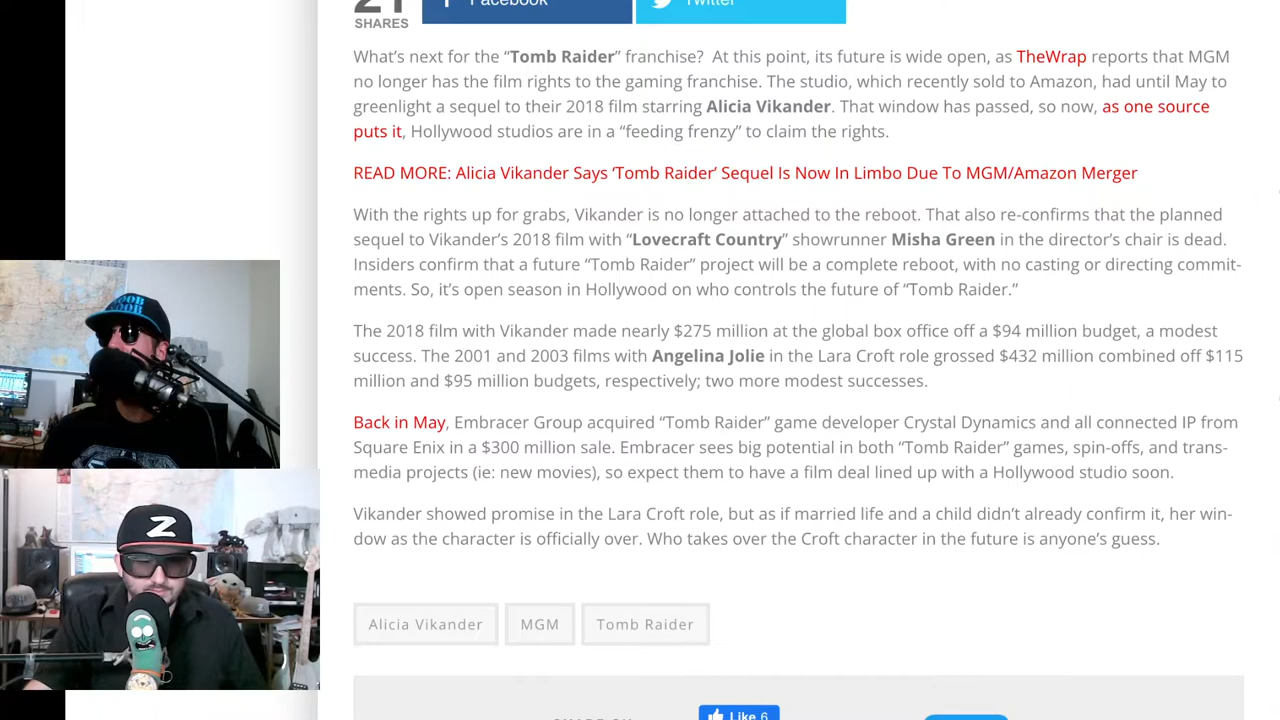 21
Facebook
Twitter
SHARES
What’s next for the “Tomb Raider” franchise?  At this point, its future is wide open, as TheWrap reports that MGM
no longer has the film rights to the gaming franchise. The studio, which recently sold to Amazon, had until May to
greenlight a sequel to their 2018 film starring Alicia Vikander. That window has passed, so now, as one source
puts it, Hollywood studios are in a “feeding frenzy” to claim the rights.
READ MORE: Alicia Vikander Says ‘Tomb Raider’ Sequel Is Now In Limbo Due To MGM/Amazon Merger
With the rights up for grabs, Vikander is no longer attached to the reboot. That also re-confirms that the planned
sequel to Vikander’s 2018 film with “Lovecraft Country” showrunner Misha Green in the director’s chair is dead.
Insiders confirm that a future “Tomb Raider” project will be a complete reboot, with no casting or directing commit-
ments. So, it’s open season in Hollywood on who controls the future of “Tomb Raider.”
The 2018 film with Vikander made nearly $275 million at the global box office off a $94 million budget, a modest
success. The 2001 and 2003 films with Angelina Jolie in the Lara Croft role grossed $432 million combined off $115
million and $95 million budgets, respectively; two more modest successes.
Back in May, Embracer Group acquired “Tomb Raider” game developer Crystal Dynamics and all connected IP from
Square Enix in a $300 million sale. Embracer sees big potential in both “Tomb Raider” games, spin-offs, and trans-
media projects (ie: new movies), so expect them to have a film deal lined up with a Hollywood studio soon.
Vikander showed promise in the Lara Croft role, but as if married life and a child didn’t already confirm it, her win-
dow as the character is officially over. Who takes over the Croft character in the future is anyone’s guess.
Alicia Vikander
MGM
Tomb Raider
Like 6
Z